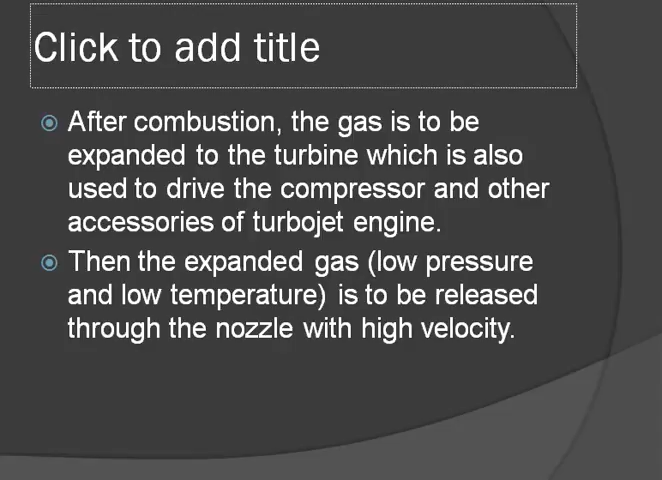 Click to add title
After combustion, the gas is to be
expanded to the turbine which is also
used to drive the compressor and other
accessories of turbojet engine.
Then the expanded gas (low pressure
and low temperature) is to be released
through the nozzle with high velocity.